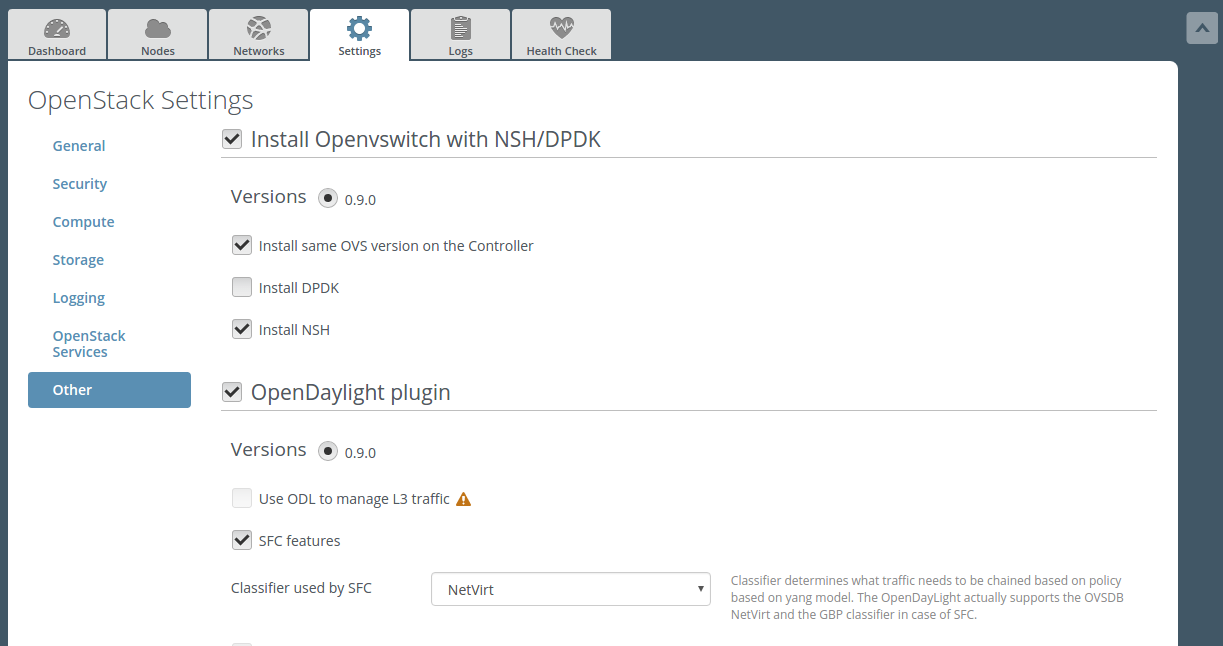 Dashboard
Nodes
Networks
Settings
Logs
Health Check
OpenStack Settings
General
Security
Compute
Storage
Logging
OpenStack
Services
Other
Install Openvswitch with NSH/DPDK
Versions 0.9.0
Install same OVS version on the Controller
Install DPDK
Install NSH
OpenDaylight plugin
Versions 0.9.0
Use ODL to manage L3 traffic
SFC features
Classifier used by SFC
NetVirt
Classifier determines what traffic needs to be chained based on policy
based on yang model. The OpenDayLight actually supports the OVSDB
NetVirt and the GBP classifier in case of SFC.